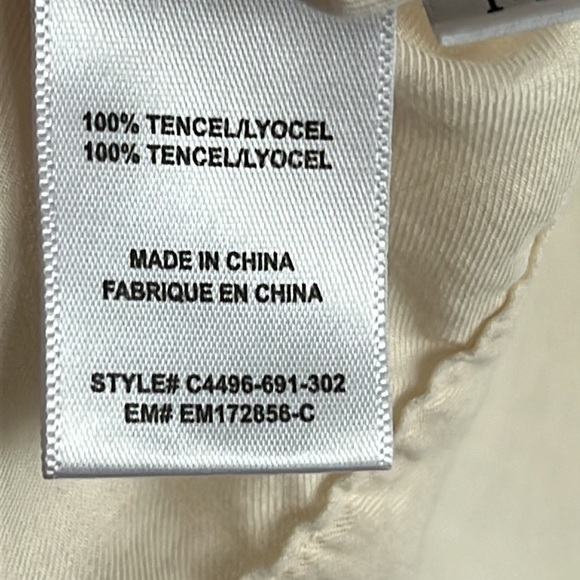 100% TENCEL/LYOCEL
100% TENCEL/LYOCEL
MADE IN CHINA
FABRIQUE EN CHINA
STYLE# C4496-691-302
EM# EM172856-C